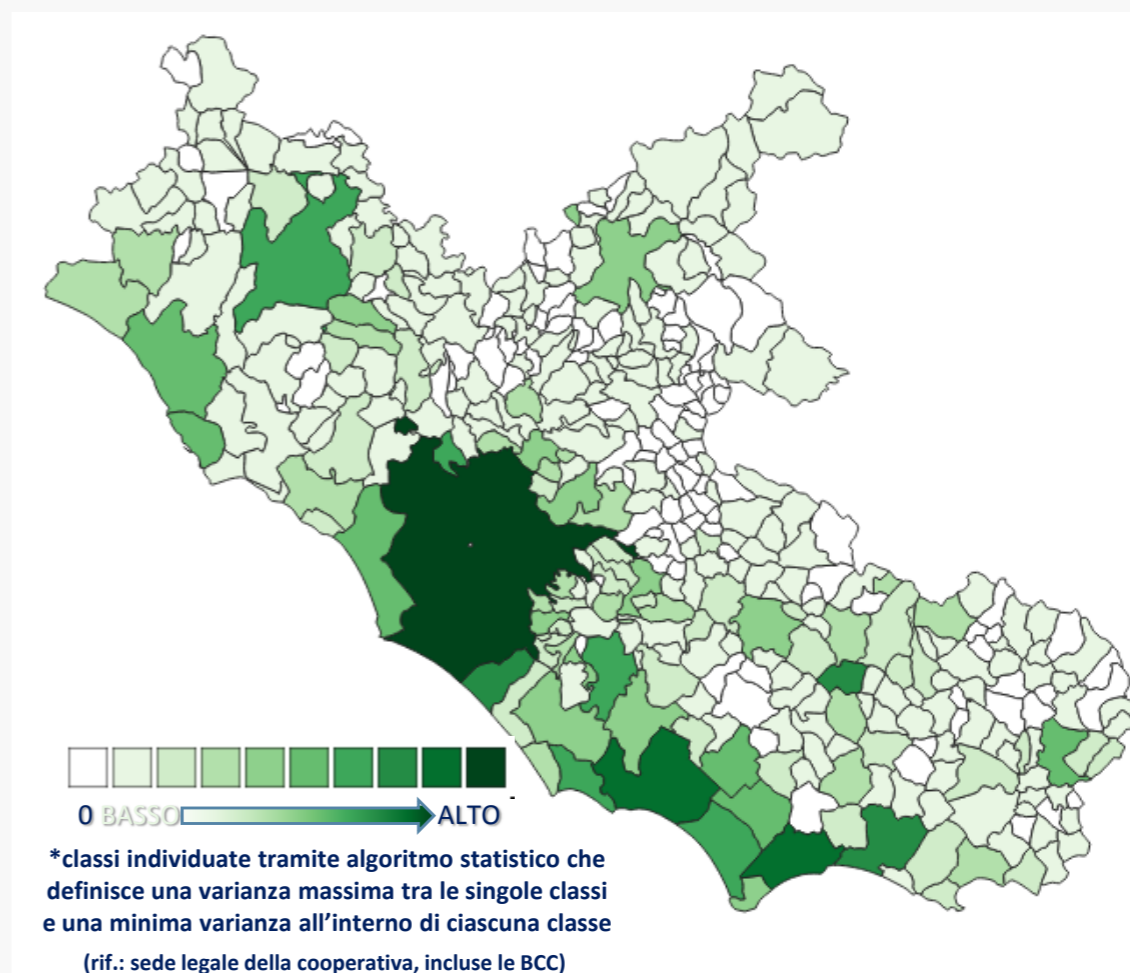 0 BASSO ALTO
*classi individuate tramite algoritmo statistico che
definisce una varianza massima tra le singole classi
e una minima varianza all'interno di ciascuna classe
(rif.: sede legale della cooperativa, incluse le BCC)